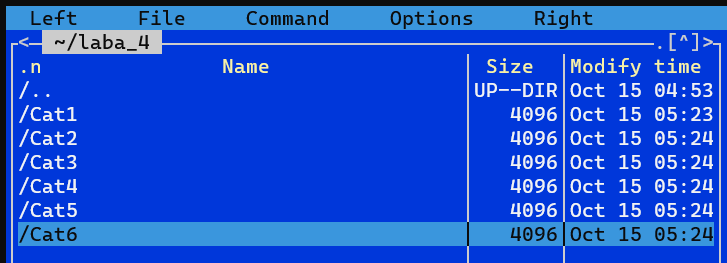 Left File Command Options Right
<─ ~/laba_4 .[^]>
.n Name Size Modify time
/.. UP--DIR Oct 15 04:53
/Cat1 4096 Oct 15 05:23
/Cat2 4096 Oct 15 05:24
/Cat3 4096 Oct 15 05:24
/Cat4 4096 Oct 15 05:24
/Cat5 4096 Oct 15 05:24
/Cat6 4096 Oct 15 05:24